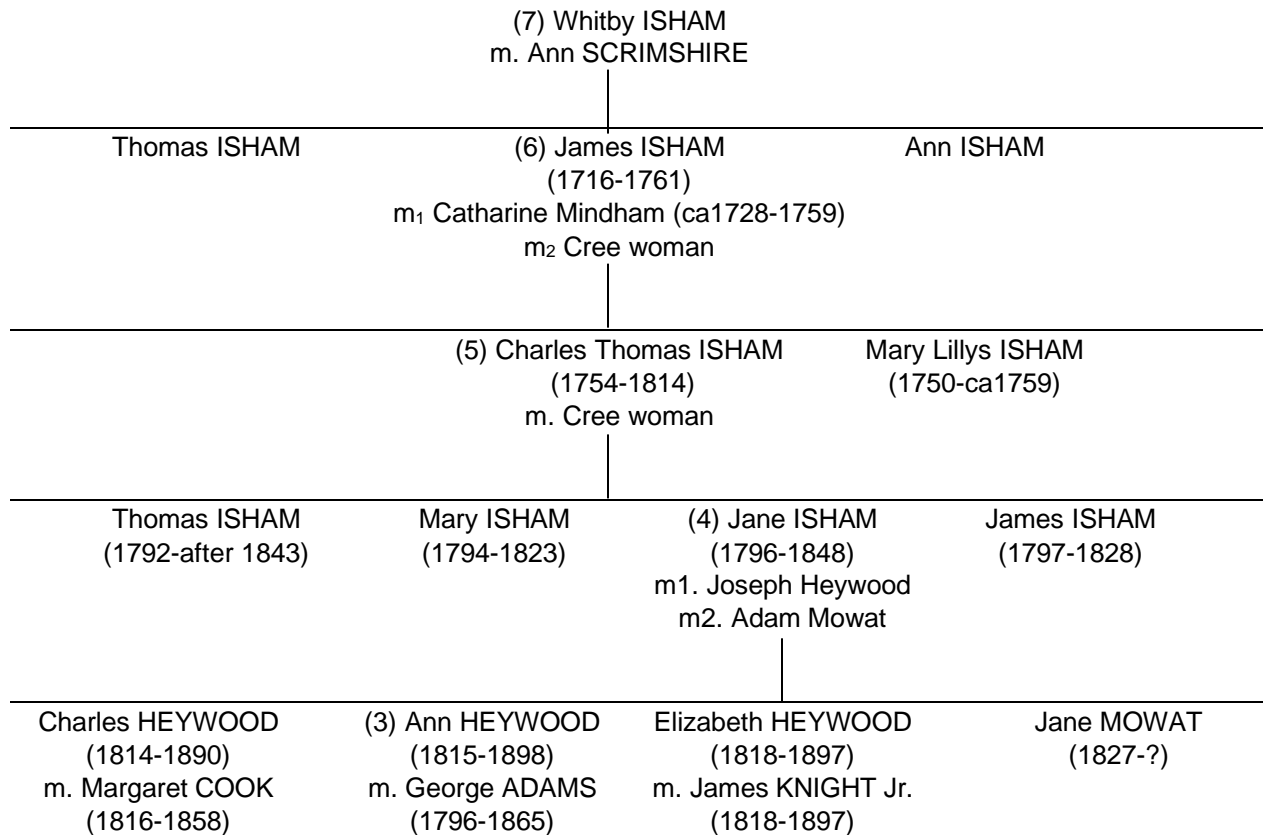 (7) Whitby ISHAM
m. Ann SCRIMSHIRE
Thomas ISHAM (6) James ISHAM Ann ISHAM
(1716-1761)
m₁ Catharine Mindham (ca1728-1759)
m₂ Cree woman
(5) Charles Thomas ISHAM Mary Lillys ISHAM
(1754-1814) (1750-ca1759)
m. Cree woman
Thomas ISHAM Mary ISHAM (4) Jane ISHAM James ISHAM
(1792-after 1843) (1794-1823) (1796-1848) (1797-1828)
m1. Joseph Heywood
m2. Adam Mowat
Charles HEYWOOD (3) Ann HEYWOOD Elizabeth HEYWOOD Jane MOWAT
(1814-1890) (1815-1898) (1818-1897) (1827-?)
m. Margaret COOK m. George ADAMS m. James KNIGHT Jr.
(1816-1858) (1796-1865) (1818-1897)